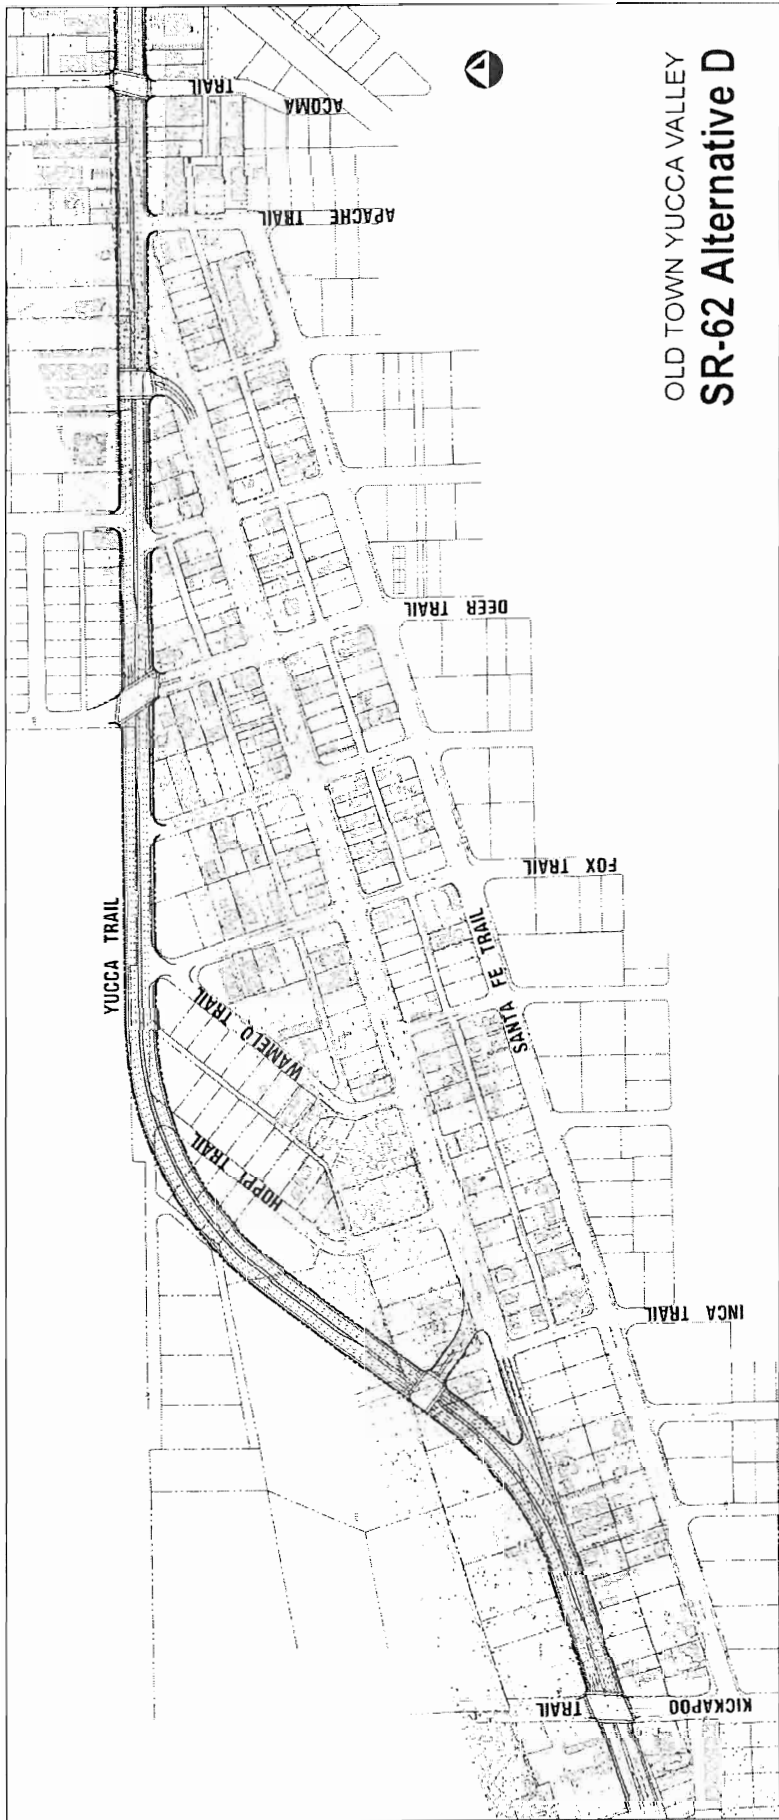 OLD TOWN YUCCA VALLEY
SR-62 Alternative D
YUCCA TRAIL
ACOMA
TRAIL
APACHE TRAIL
DEER TRAIL
FOX TRAIL
SANTA FE TRAIL
WAMELO TRAIL
HOPPI TRAIL
INCA TRAIL
KICKAPOO
TRAIL